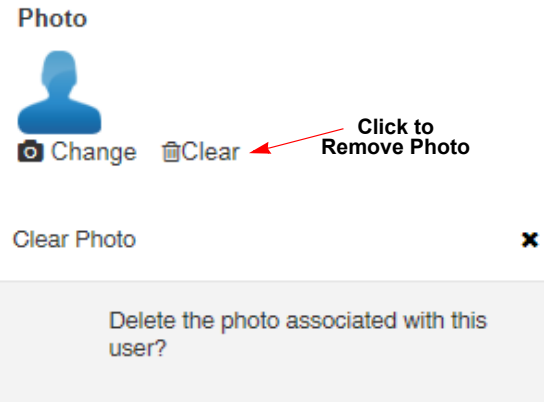 Photo
Change Clear
Click to
Remove Photo
Clear Photo
Delete the photo associated with this
user?